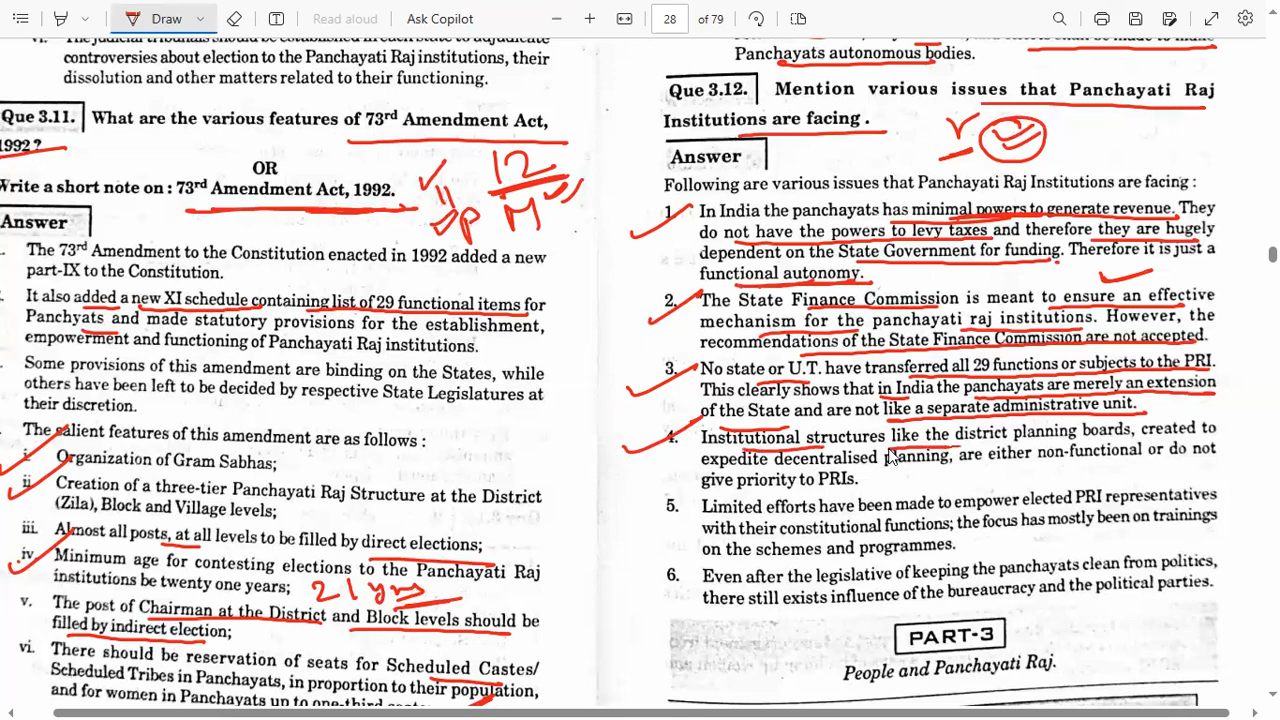 Draw
Read aloud
Ask Copilot
28
of 79
vi. The judicial tribunals should be established in each state to adjudicate
controversies about election to the Panchayati Raj institutions, their
dissolution and other matters related to their functioning.
Que 3.11. What are the various features of 73rd Amendment Act,
1992 ?
OR
Write a short note on : 73rd Amendment Act, 1992.
12
M
Answer
The 73rd Amendment to the Constitution enacted in 1992 added a new
part-IX to the Constitution.
It also added a new XI schedule containing list of 29 functional items for
Panchyats and made statutory provisions for the establishment,
empowerment and functioning of Panchayati Raj institutions.
Some provisions of this amendment are binding on the States, while
others have been left to be decided by respective State Legislatures at
their discretion.
The salient features of this amendment are as follows :
i. Organization of Gram Sabhas;
ii. Creation of a three-tier Panchayati Raj Structure at the District
(Zila), Block and Village levels;
iii. Almost all posts, at all levels to be filled by direct elections;
iv. Minimum age for contesting elections to the Panchayati Raj
institutions be twenty one years; 21 yrs
v. The post of Chairman at the District and Block levels should be
filled by indirect election;
vi. There should be reservation of seats for Scheduled Castes/
Scheduled Tribes in Panchayats, in proportion to their population,
and for women in Panchayats up to one-third
Panchayats autonomous bodies.
Que 3.12. Mention various issues that Panchayati Raj
Institutions are facing .
Answer
Following are various issues that Panchayati Raj Institutions are facing :
1. In India the panchayats has minimal powers to generate revenue. They
do not have the powers to levy taxes and therefore they are hugely
dependent on the State Government for funding. Therefore it is just a
functional autonomy.
2. The State Finance Commission is meant to ensure an effective
mechanism for the panchayati raj institutions. However, the
recommendations of the State Finance Commission are not accepted.
3. No state or U.T. have transferred all 29 functions or subjects to the PRI.
This clearly shows that in India the panchayats are merely an extension
of the State and are not like a separate administrative unit.
4. Institutional structures like the district planning boards, created to
expedite decentralised planning, are either non-functional or do not
give priority to PRIs.
5. Limited efforts have been made to empower elected PRI representatives
with their constitutional functions; the focus has mostly been on trainings
on the schemes and programmes.
6. Even after the legislative of keeping the panchayats clean from politics,
there still exists influence of the bureaucracy and the political parties.
PART-3
People and Panchayati Raj.